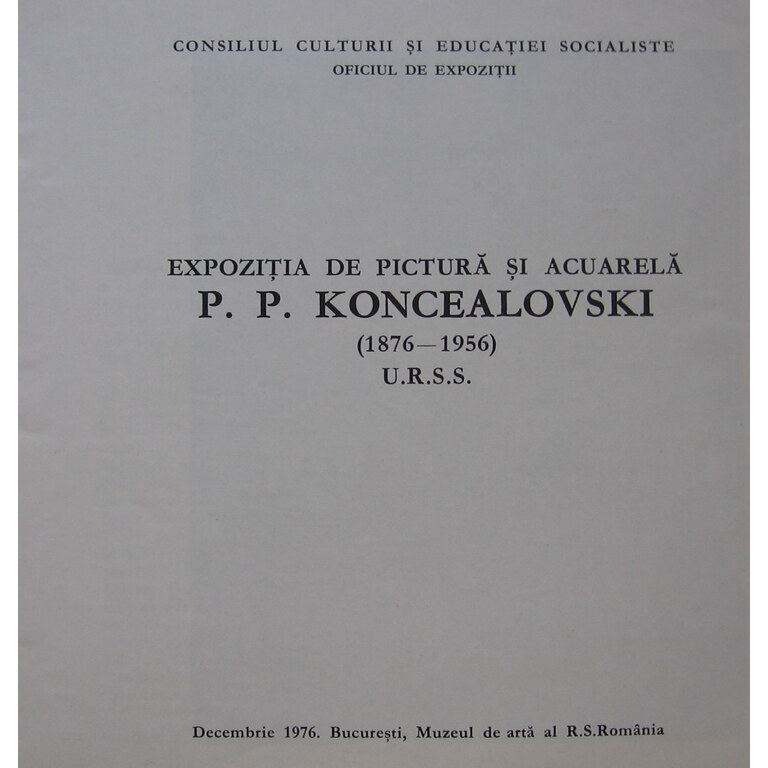 CONSILIUL CULTURII ȘI EDUCAȚIEI SOCIALISTE
OFICIUL DE EXPOZIȚII
EXPOZIȚIA DE PICTURĂ ȘI ACUARELĂ
P. P. KONCEALOVSKI
(1876—1956)
U.R.S.S.
Decembrie 1976. București, Muzeul de artă al R.S.România